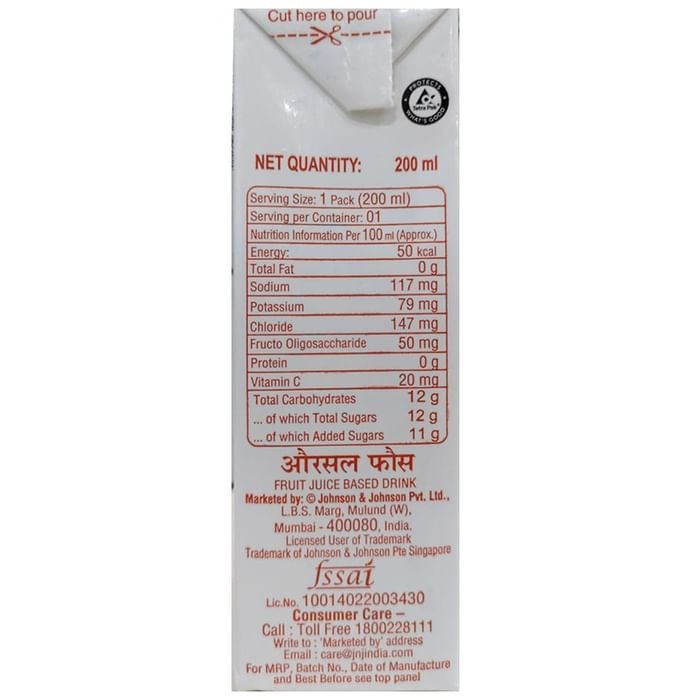 Cut here to pour
PROTECTS
Tetra Pak
WHAT'S GOOD
NET QUANTITY: 200 ml
Serving Size: 1 Pack (200 ml)
Serving per Container: 01
Nutrition Information Per 100 ml (Approx.)
Energy: 50 kcal
Total Fat 0 g
Sodium 117 mg
Potassium 79 mg
Chloride 147 mg
Fructo Oligosaccharide 50 mg
Protein 0 g
Vitamin C 20 mg
Total Carbohydrates 12 g
... of which Total Sugars 12 g
... of which Added Sugars 11 g
औरसल फौस
FRUIT JUICE BASED DRINK
Marketed by: © Johnson & Johnson Pvt. Ltd.,
L.B.S. Marg, Mulund (W),
Mumbai - 400080, India.
Licensed User of Trademark
Trademark of Johnson & Johnson Pte Singapore
fssai
Lic.No. 10014022003430
Consumer Care –
Call : Toll Free 1800228111
Write to : 'Marketed by' address
Email : care@jnjindia.com
For MRP, Batch No., Date of Manufacture
and Best Before see top panel